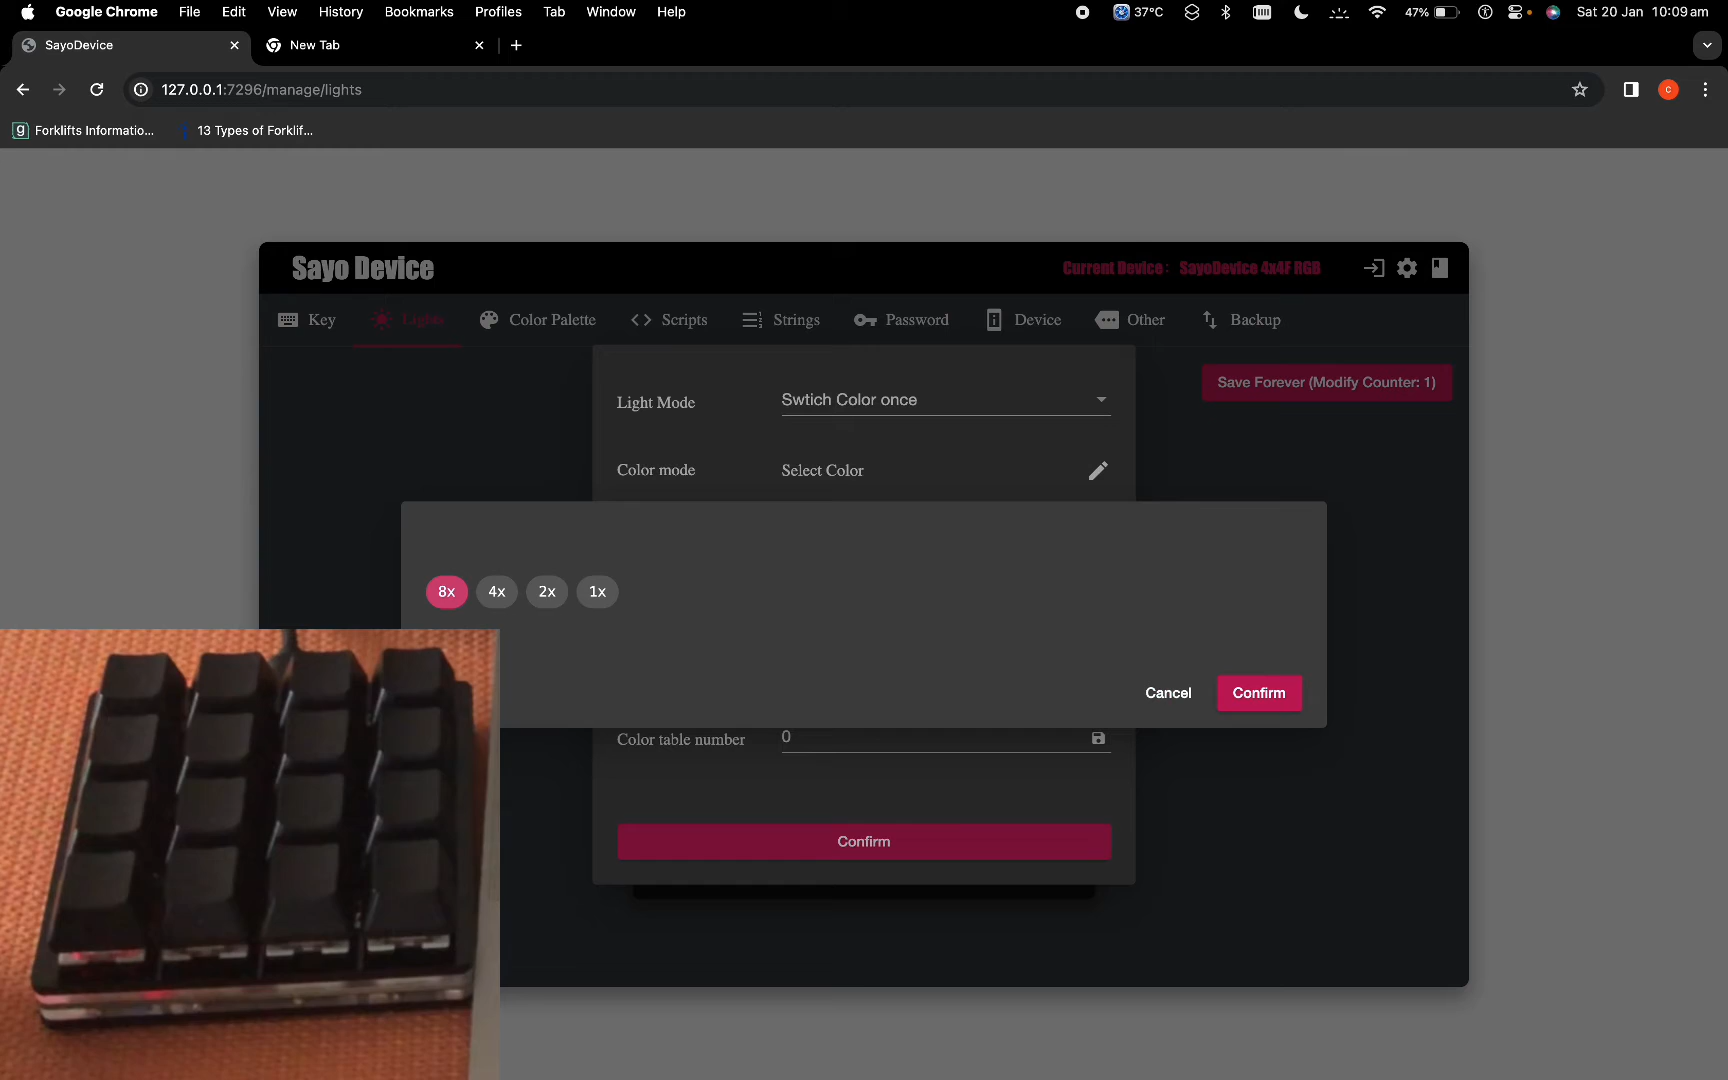 Google Chrome File Edit View History Bookmarks Profiles Tab Window Help 37°C 47% Sat 20 Jan 10:09am
SayoDevice New Tab
127.0.0.1:7296/manage/lights C
g Forklifts Informatio... 13 Types of Forklif...
Sayo Device Current Device : SayoDevice 4x4F RGB
Key Lights Color Palette Scripts Strings Password Device Other Backup
Save Forever (Modify Counter: 1)
Light Mode Swtich Color once
Color mode Select Color
8x 4x 2x 1x
Cancel Confirm
Color table number 0
Confirm